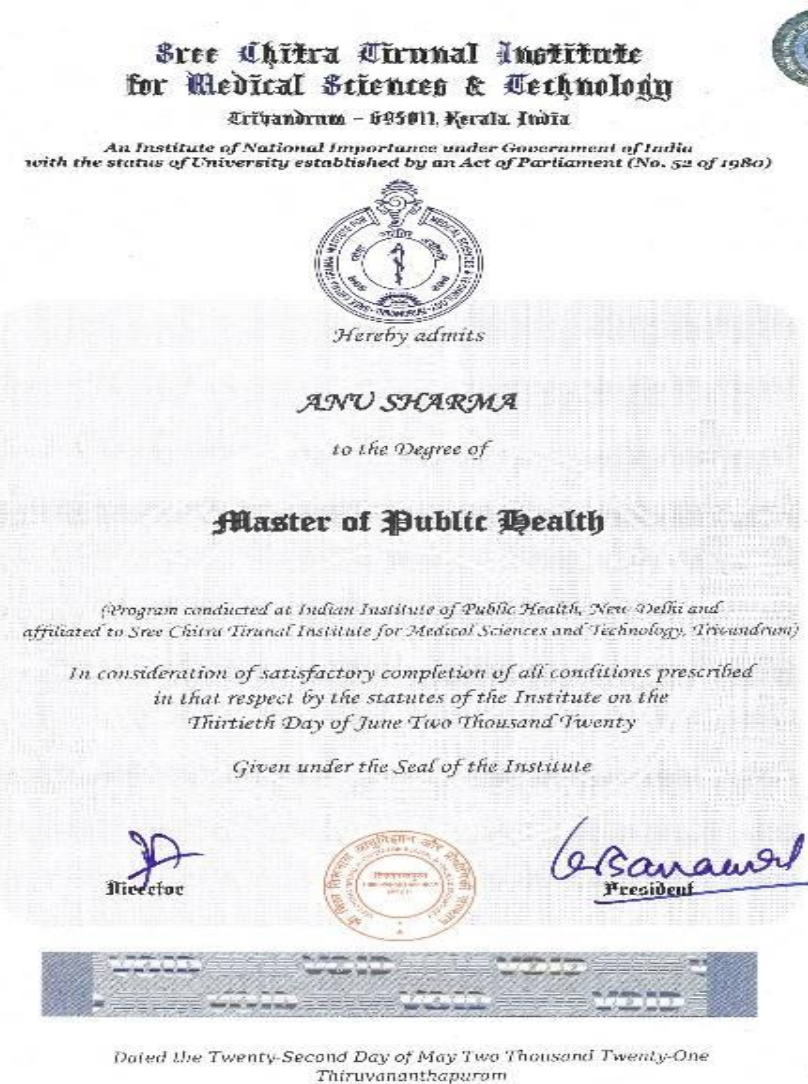 Sree Chitra Tirunal Institute
for Medical Sciences & Technology
Trivandrum – 695011, Kerala, India
An Institute of National Importance under Government of India
with the status of University established by an Act of Parliament (No. 52 of 1980)
Hereby admits
ANU SHARMA
to the Degree of
Master of Public Health
(Program conducted at Indian Institute of Public Health, New Delhi and
affiliated to Sree Chitra Tirunal Institute for Medical Sciences and Technology, Trivandrum)
In consideration of satisfactory completion of all conditions prescribed
in that respect by the statutes of the Institute on the
Thirtieth Day of June Two Thousand Twenty
Given under the Seal of the Institute
Director
President
VOID VOID VOID
VOID VOID VOID
Dated the Twenty-Second Day of May Two Thousand Twenty-One
Thiruvananthapuram